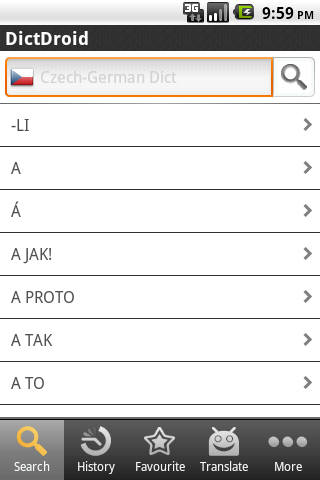 3G 9:59 PM
DictDroid
Czech-German Dict
-LI
A
Á
A JAK!
A PROTO
A TAK
A TO
Search History Favourite Translate More